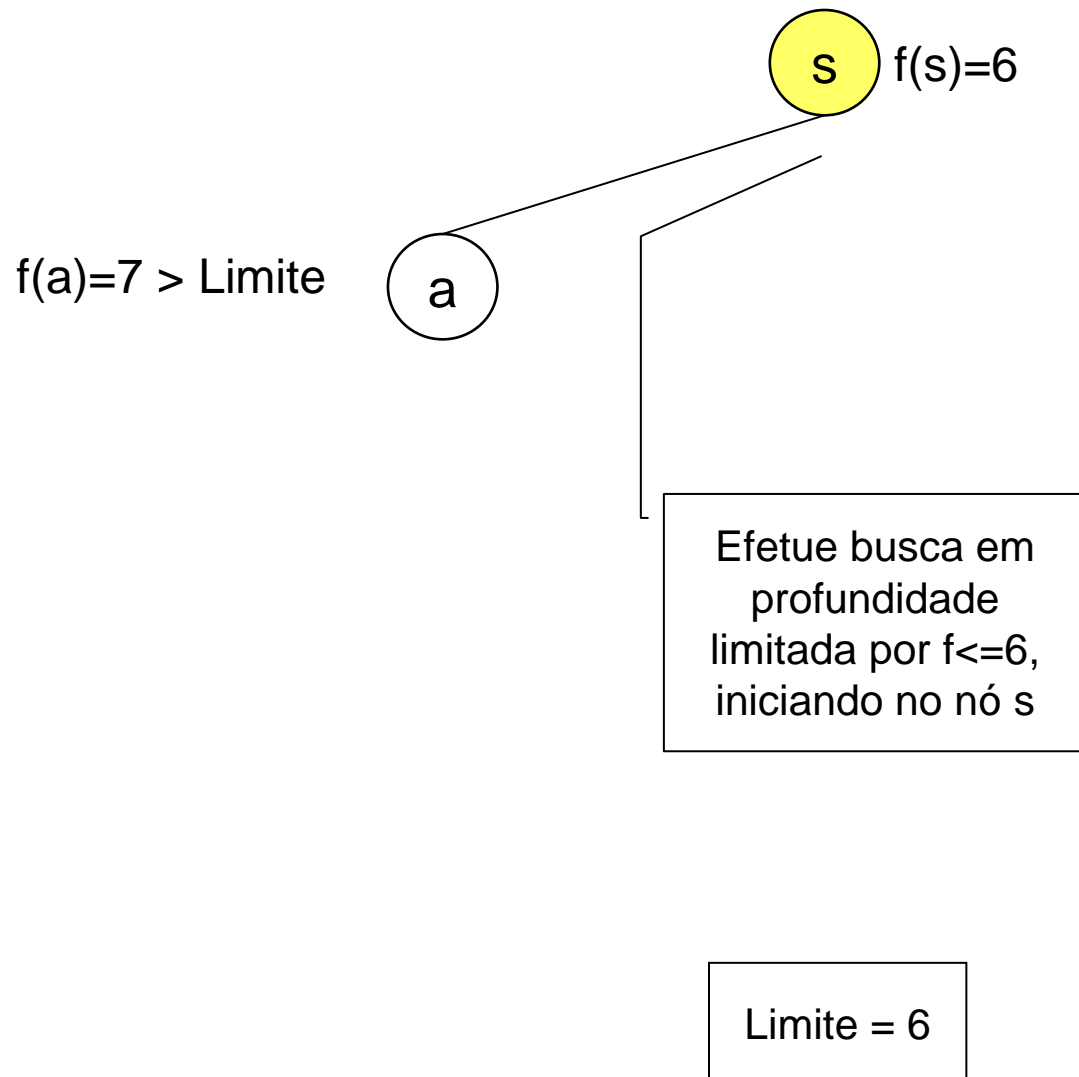 s f(s)=6
f(a)=7 > Limite a
Efetue busca em
profundidade
limitada por f<=6,
iniciando no nó s
Limite = 6